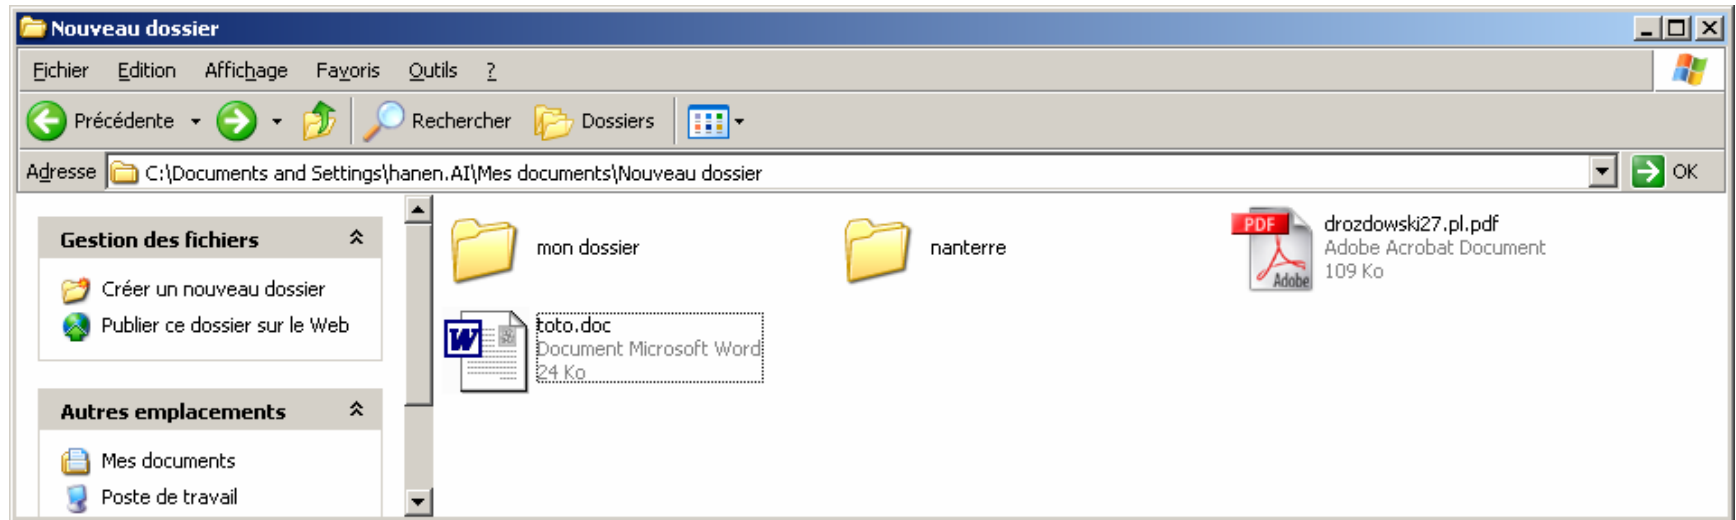 Nouveau dossier
Fichier Edition Affichage Favoris Outils ?
Précédente Rechercher Dossiers
Adresse C:\Documents and Settings\hanen.AI\Mes documents\Nouveau dossier OK
Gestion des fichiers
Créer un nouveau dossier
Publier ce dossier sur le Web
Autres emplacements
Mes documents
Poste de travail
mon dossier
nanterre
PDF
Adobe
drozdowski27.pl.pdf
Adobe Acrobat Document
109 Ko
W
toto.doc
Document Microsoft Word
24 Ko